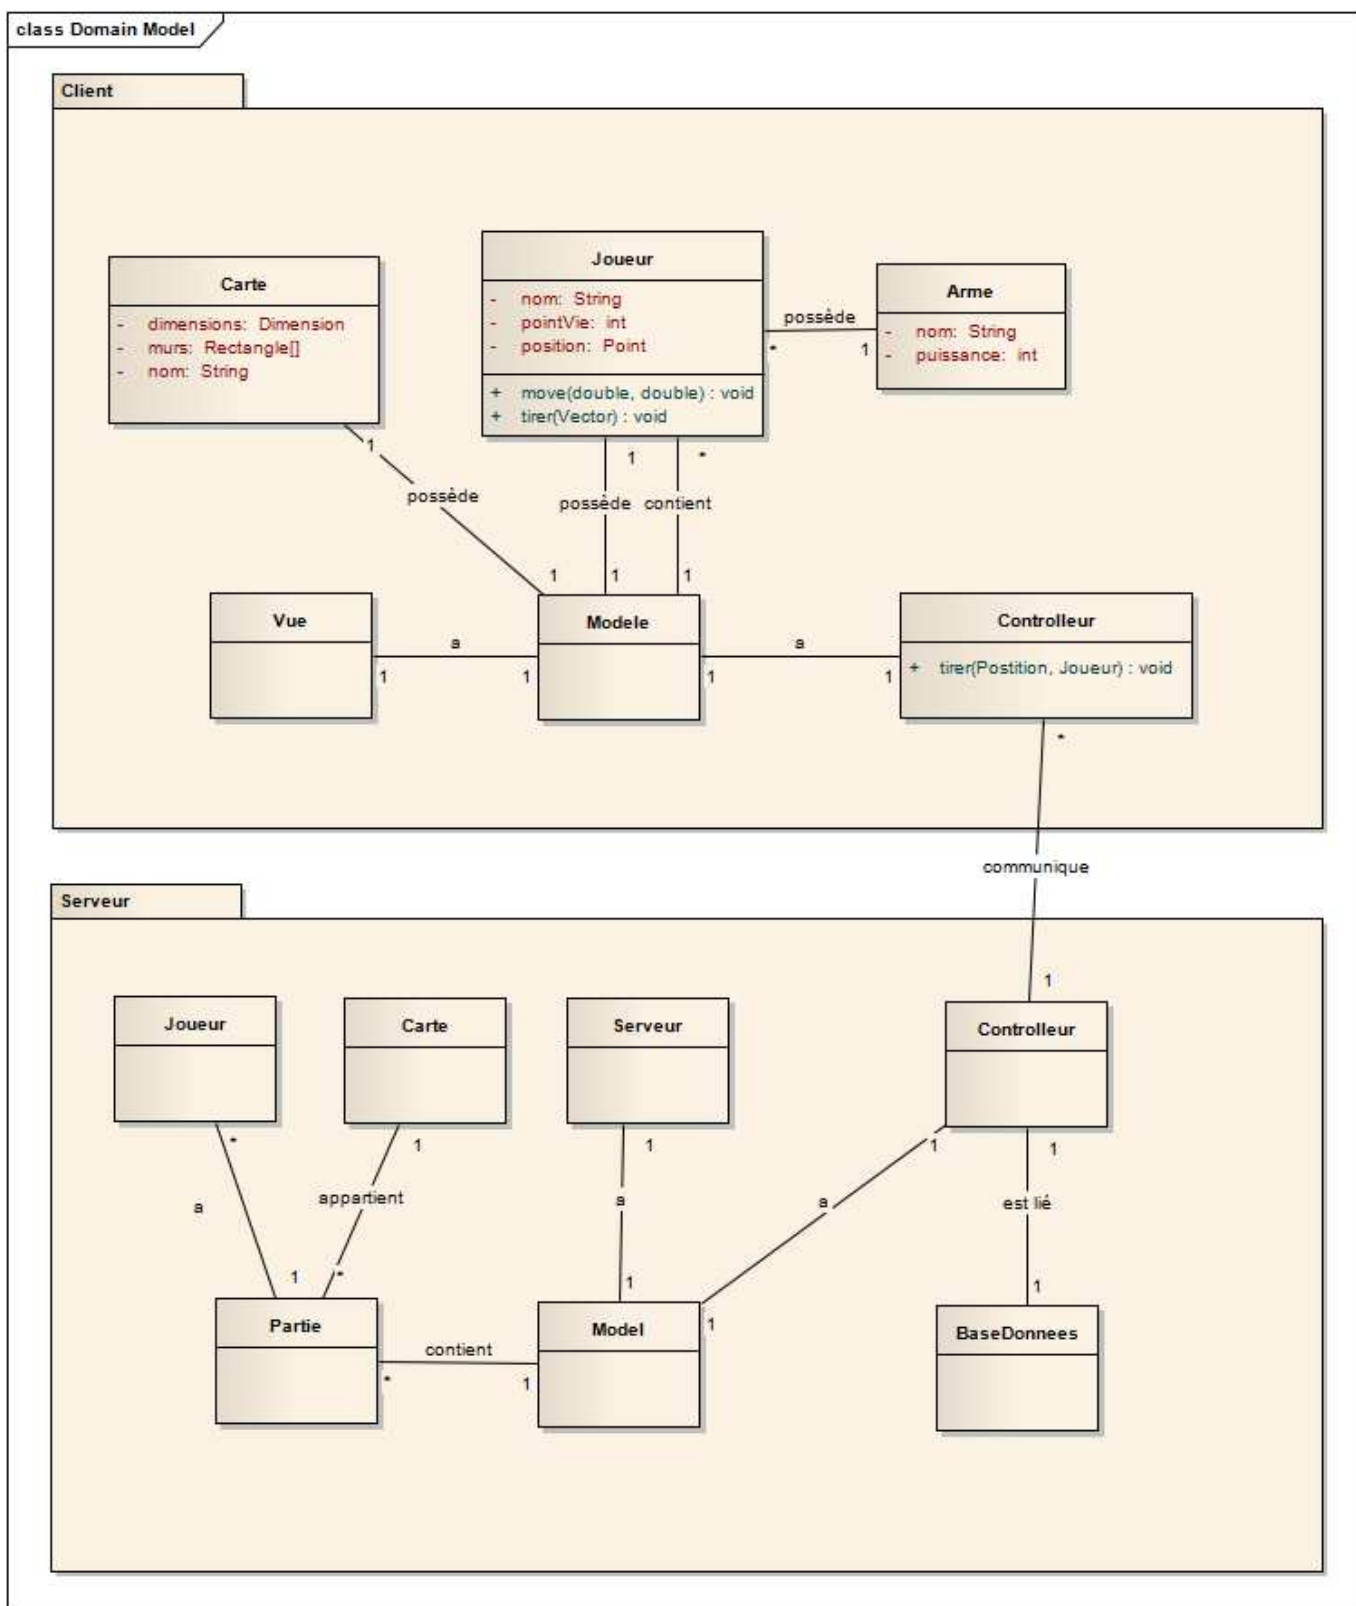 class Domain Model
Client
Carte
- dimensions: Dimension
- murs: Rectangle[]
- nom: String
Joueur
- nom: String
- pointVie: int
- position: Point
+ move(double, double) : void
+ tirer(Vector) : void
possède
* 1
Arme
- nom: String
- puissance: int
1
possède
1
1
possède
1
*
contient
1
Vue
a
1 1
Modele
a
1 1
Controlleur
+ tirer(Postition, Joueur) : void
*
communique
1
Serveur
Joueur
Carte
Serveur
Controlleur
*
a
1
1
appartient
*
1
a
1
1
a
1
1
est lié
1
Partie
contient
* 1
Model
BaseDonnees